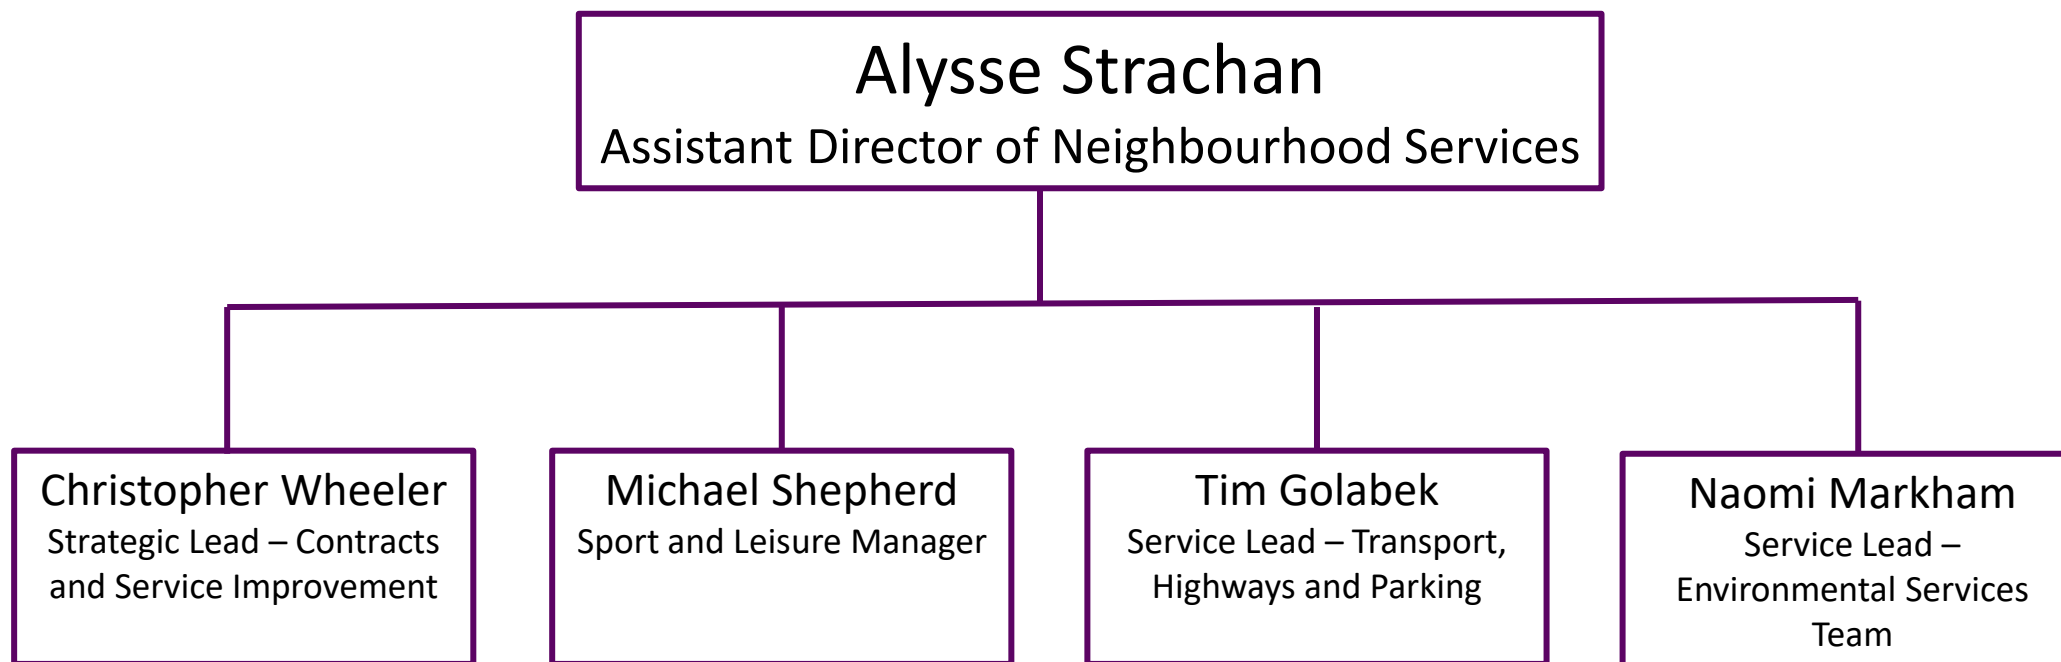 Alysse Strachan
Assistant Director of Neighbourhood Services
Christopher Wheeler
Strategic Lead – Contracts
and Service Improvement
Michael Shepherd
Sport and Leisure Manager
Tim Golabek
Service Lead – Transport,
Highways and Parking
Naomi Markham
Service Lead –
Environmental Services
Team